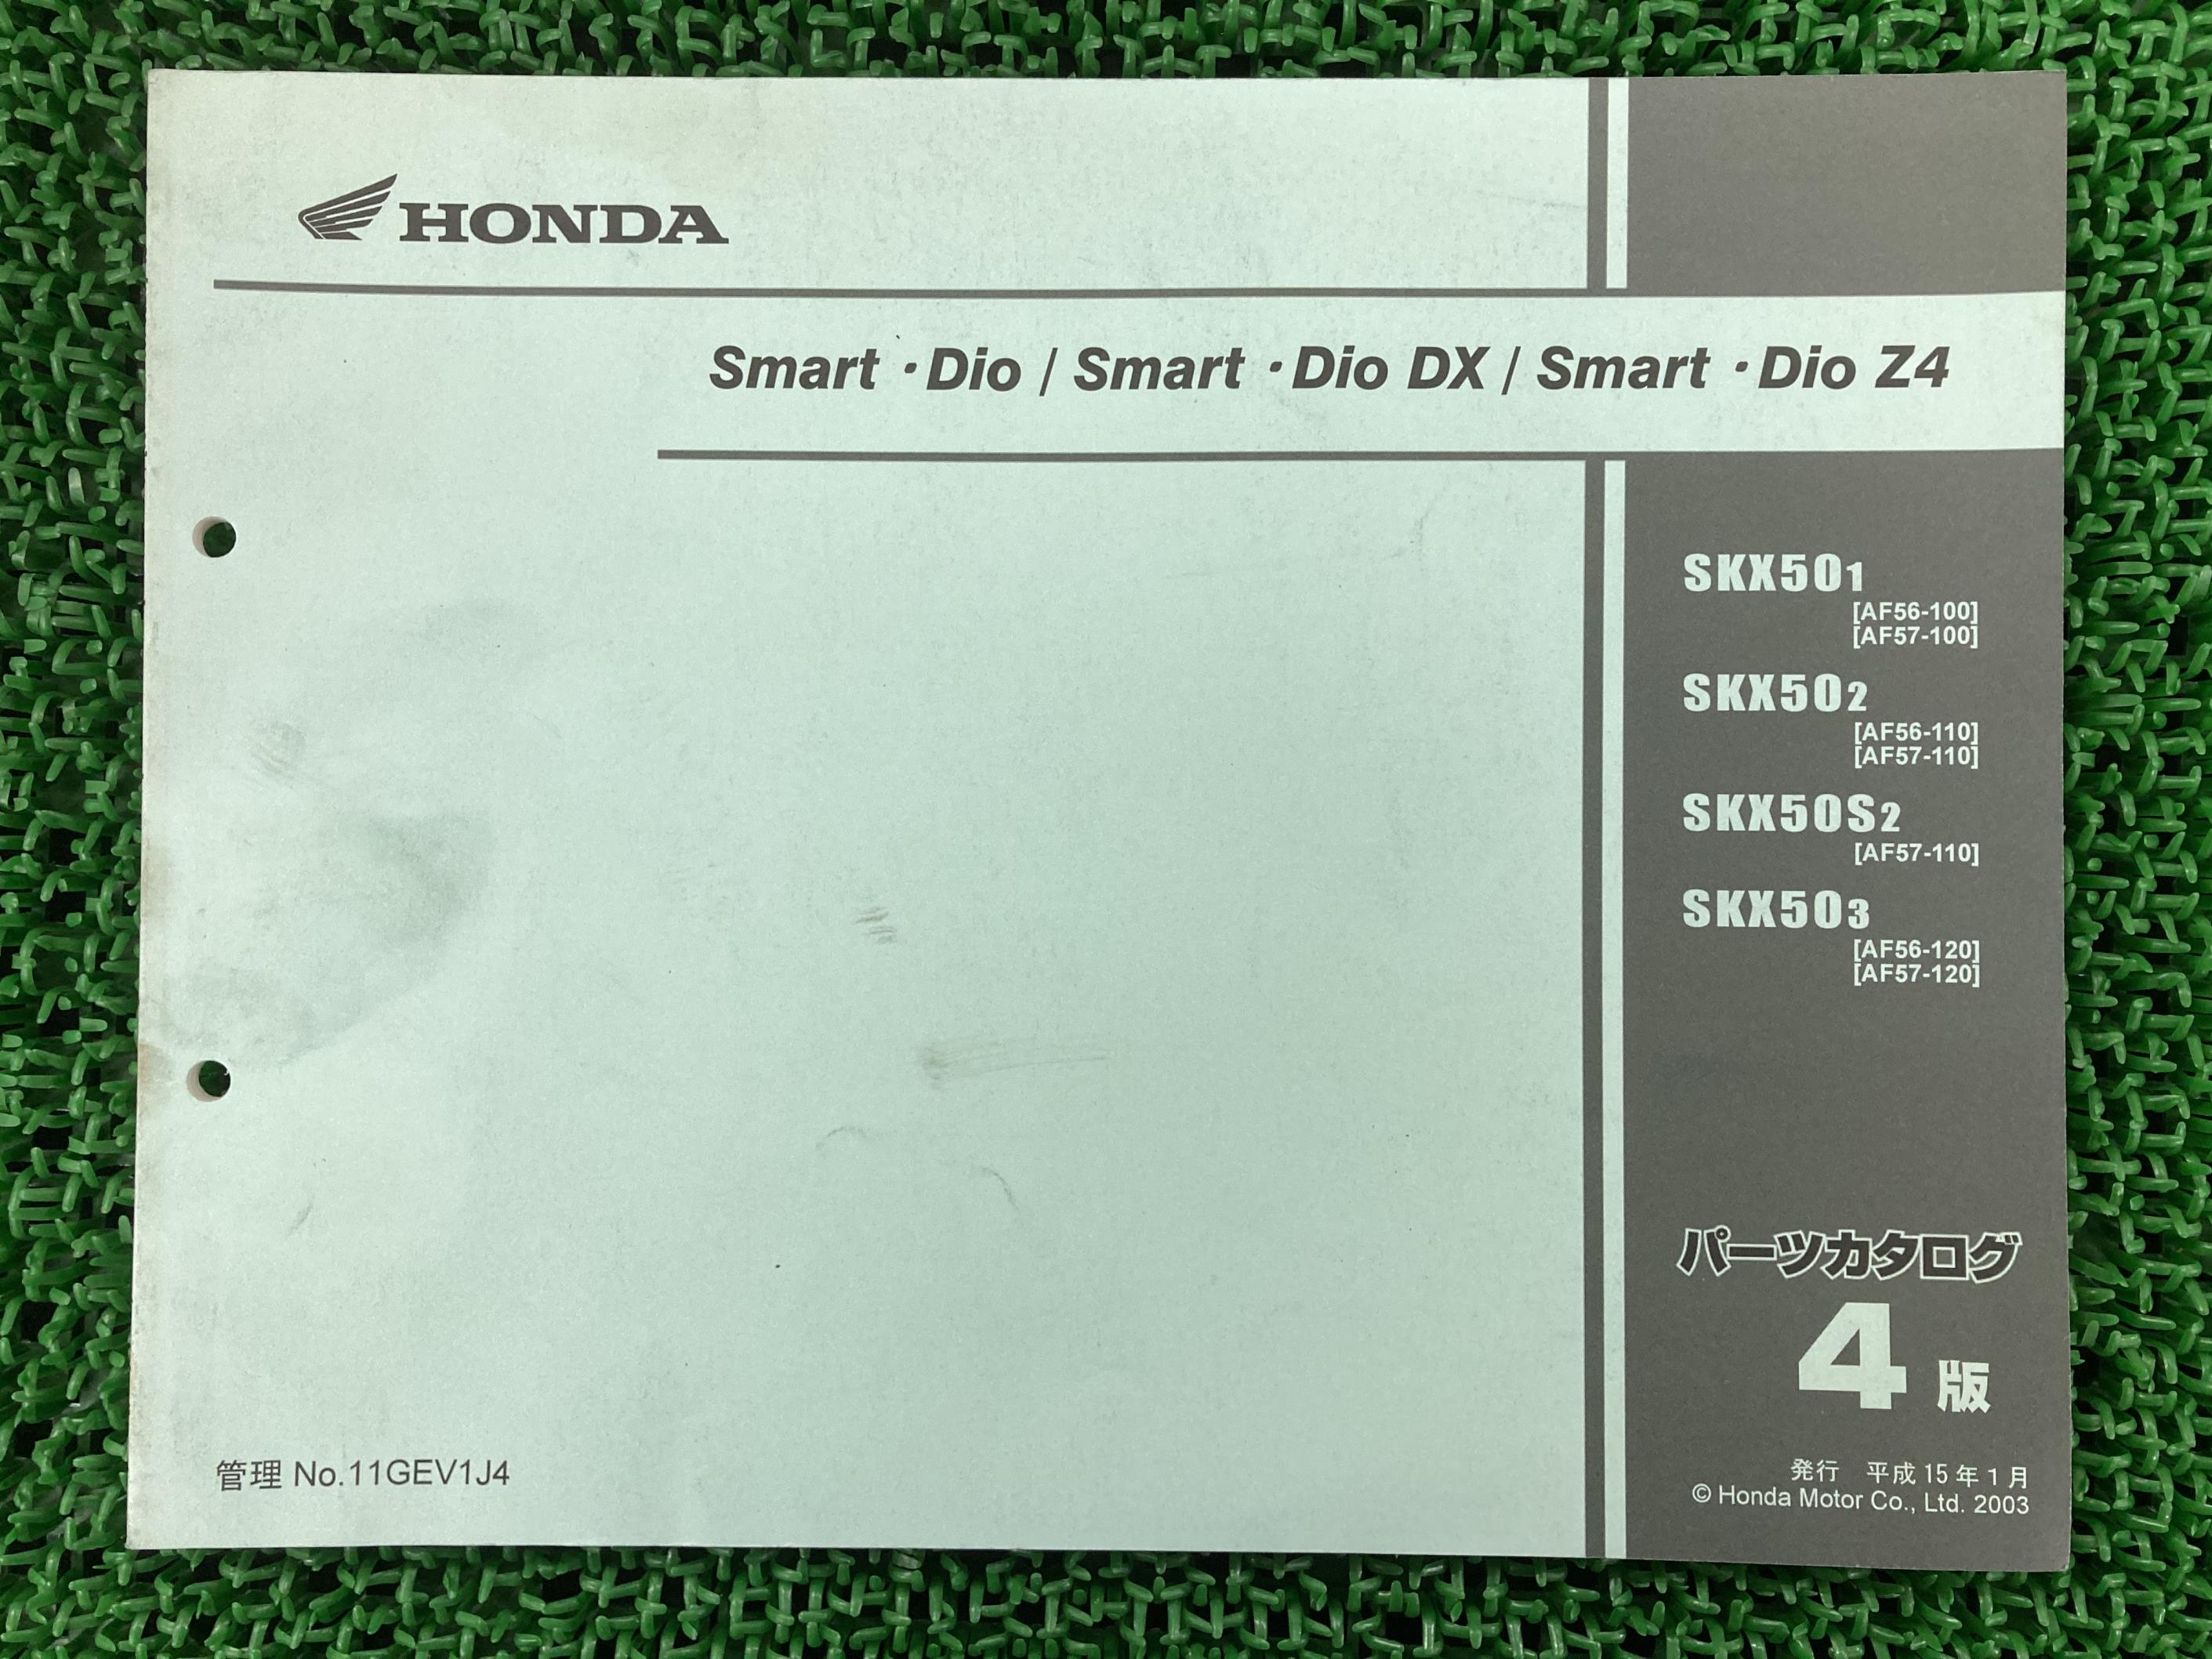 HONDA
Smart・Dio / Smart・Dio DX / Smart・Dio Z4
SKX501
[AF56-100]
[AF57-100]
SKX502
[AF56-110]
[AF57-110]
SKX50S2
[AF57-110]
SKX503
[AF56-120]
[AF57-120]
パーツカタログ
4 版
管理 No.11GEV1J4
発行 平成 15 年 1 月
© Honda Motor Co., Ltd. 2003